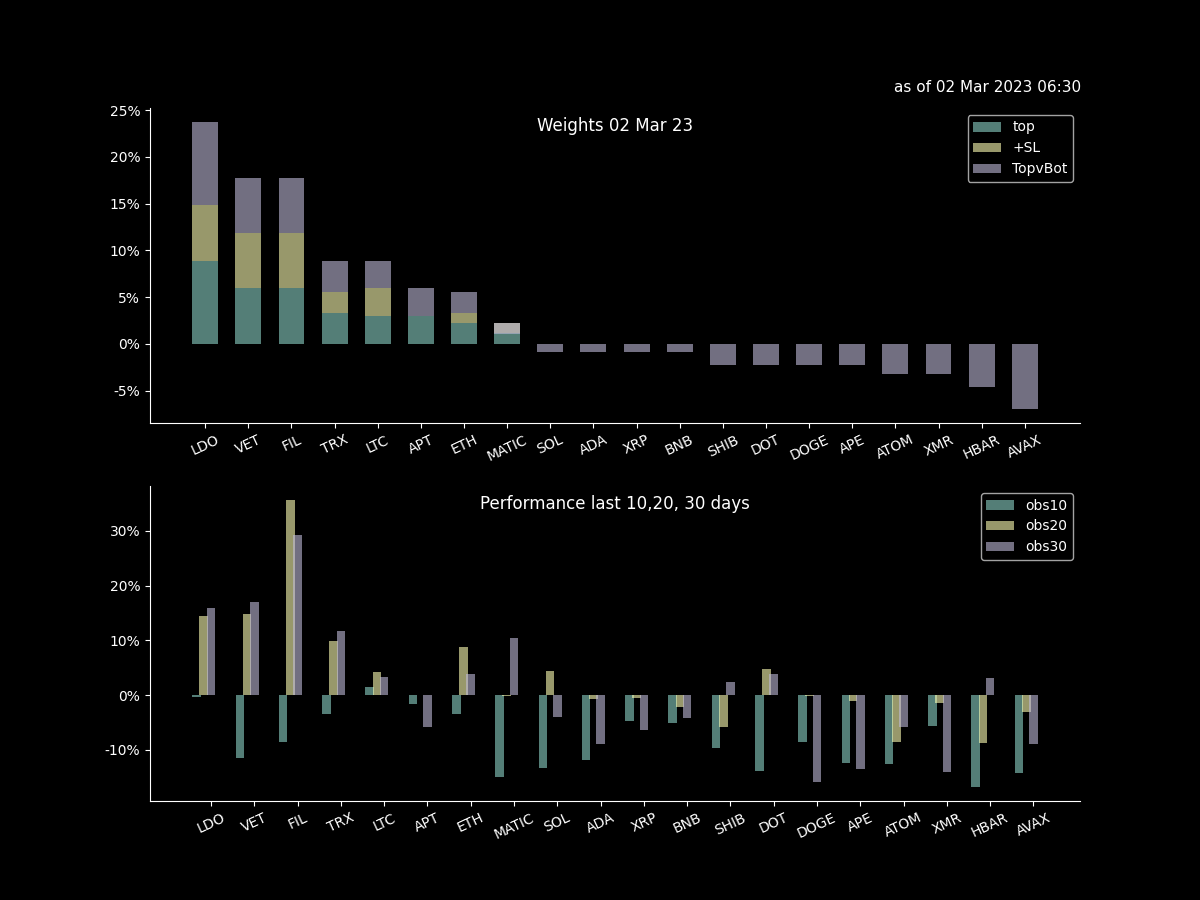 as of 02 Mar 2023 06:30
Weights 02 Mar 23
top
+SL
TopvBot
25%
20%
15%
10%
5%
0%
-5%
LDO VET FIL TRX LTC APT ETH MATIC SOL ADA XRP BNB SHIB DOT DOGE APE ATOM XMR HBAR AVAX
Performance last 10,20, 30 days
obs10
obs20
obs30
30%
20%
10%
0%
-10%
LDO VET FIL TRX LTC APT ETH MATIC SOL ADA XRP BNB SHIB DOT DOGE APE ATOM XMR HBAR AVAX